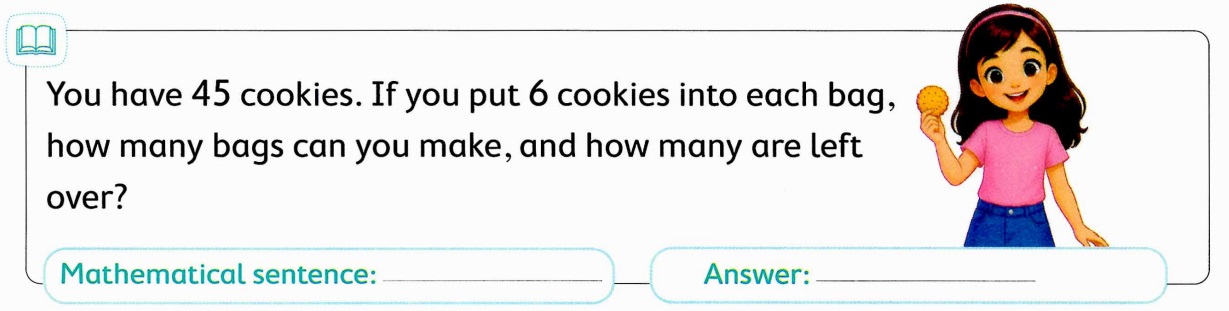 You have 45 cookies. If you put 6 cookies into each bag,
how many bags can you make, and how many are left
over?
Mathematical sentence:
Answer: